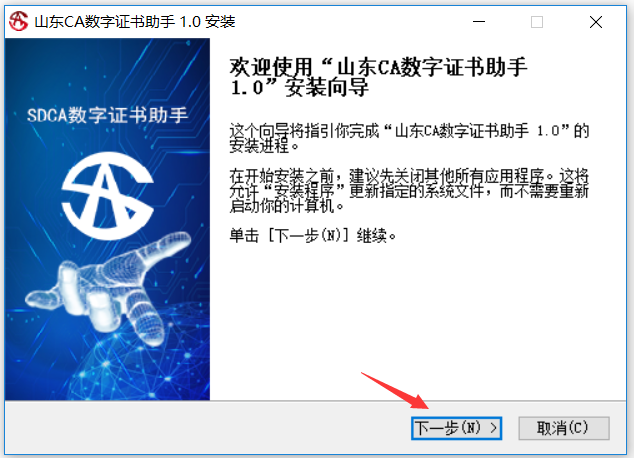 山东CA数字证书助手 1.0 安装
SDCA数字证书助手
欢迎使用“山东CA数字证书助手
1.0”安装向导
这个向导将指引你完成“山东CA数字证书助手 1.0”的
安装进程。
在开始安装之前，建议先关闭其他所有应用程序。这将
允许“安装程序”更新指定的系统文件，而不需要重新
启动你的计算机。
单击 [下一步(N)] 继续。
下一步(N) >
取消(C)